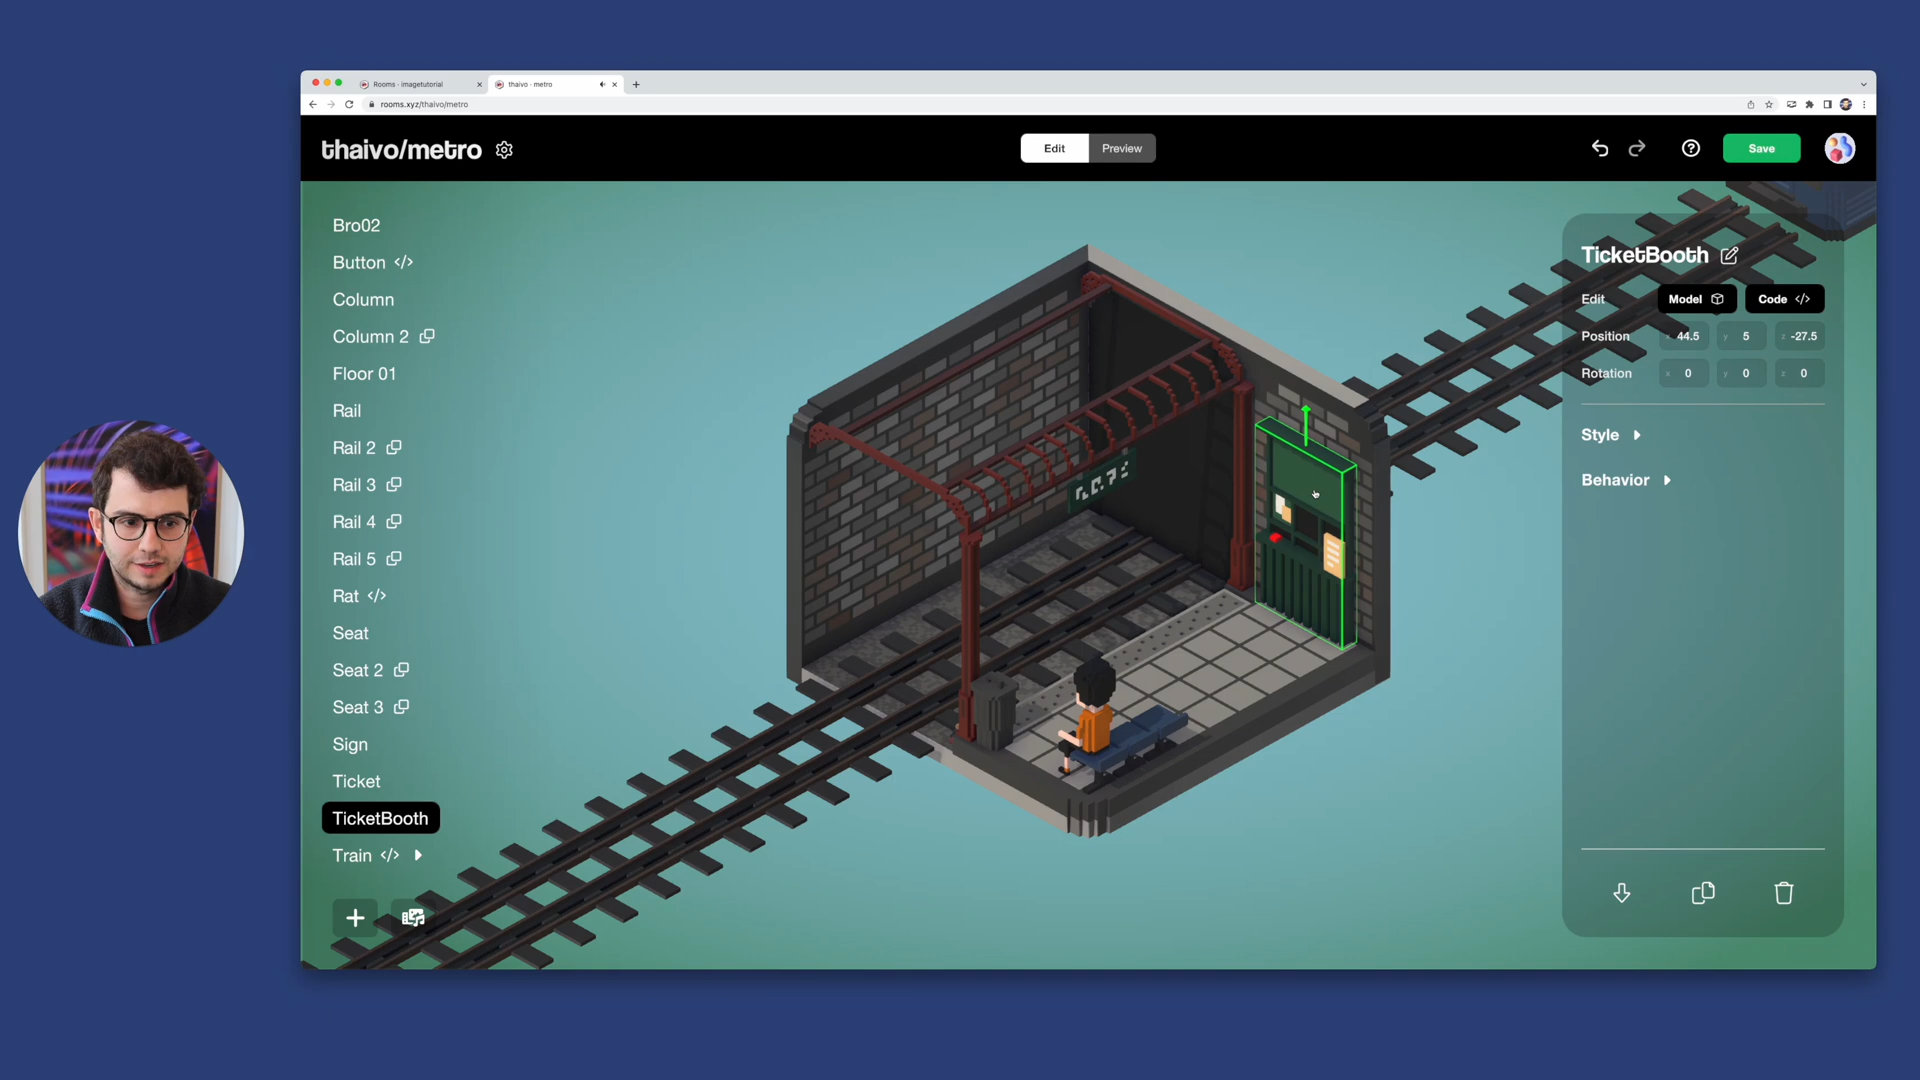 Rooms - imagetutorial
thaivo - metro
rooms.xyz/thaivo/metro
thaivo/metro
Edit
Preview
Save
Bro02
Button </>
Column
Column 2
Floor 01
Rail
Rail 2
Rail 3
Rail 4
Rail 5
Rat </>
Seat
Seat 2
Seat 3
Sign
Ticket
TicketBooth
Train </>
TicketBooth
Edit Model Code </>
Position x 44.5 y 5 z -27.5
Rotation x 0 y 0 z 0
Style
Behavior